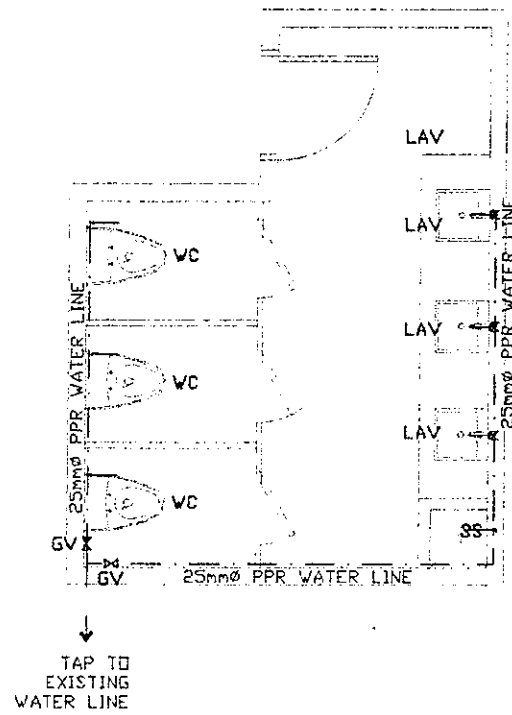 LAV
LAV
WC
25mmØ PPR WATER LINE
25mmØ PPR WATER LINE
LAV
WC
LAV
WC
SS
GV
GV
25mmØ PPR WATER LINE
TAP TO
EXISTING
WATER LINE